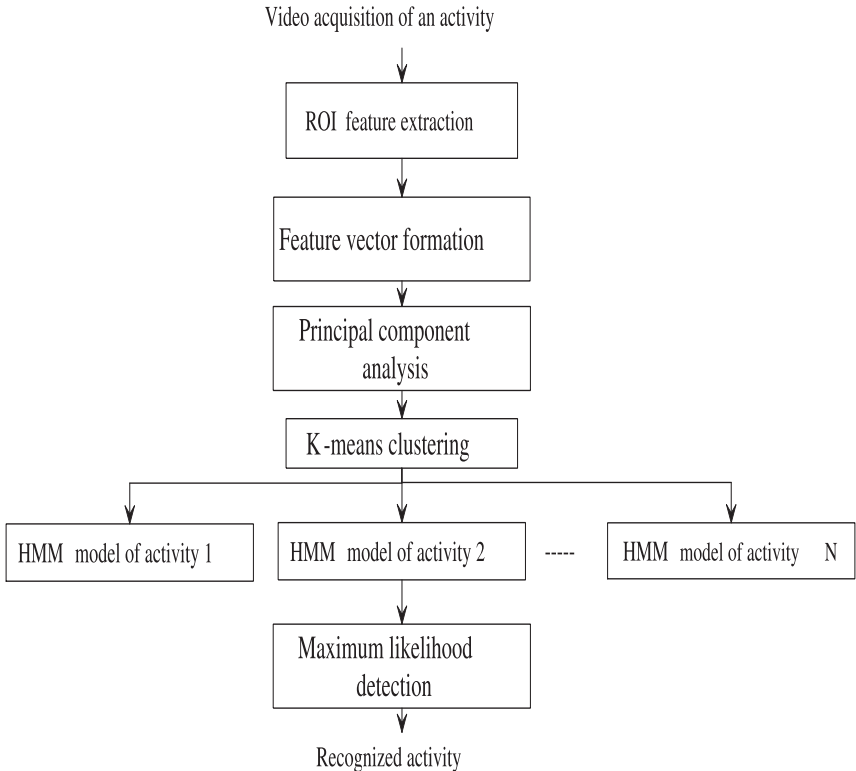 Video acquisition of an activity
ROI feature extraction
Feature vector formation
Principal component
analysis
K-means clustering
HMM model of activity 1
HMM model of activity 2
-----
HMM model of activity N
Maximum likelihood
detection
Recognized activity